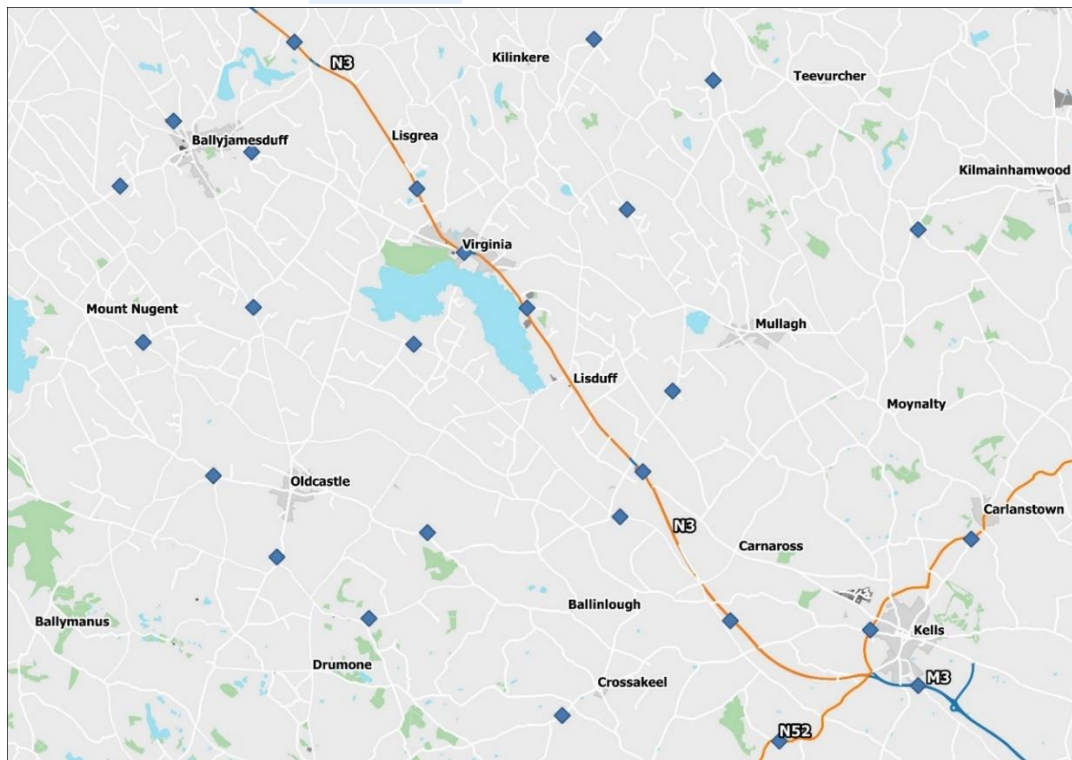 Kilinkere
N3
Teevurcher
Lisgrea
Ballyjamesduff
Kilmainhamwood
Virginia
Mount Nugent
Mullagh
Lisduff
Moynalty
Oldcastle
Carlanstown
N3
Carnaross
Ballinlough
Ballymanus
Kells
Drumone
Crossakeel
M3
N52